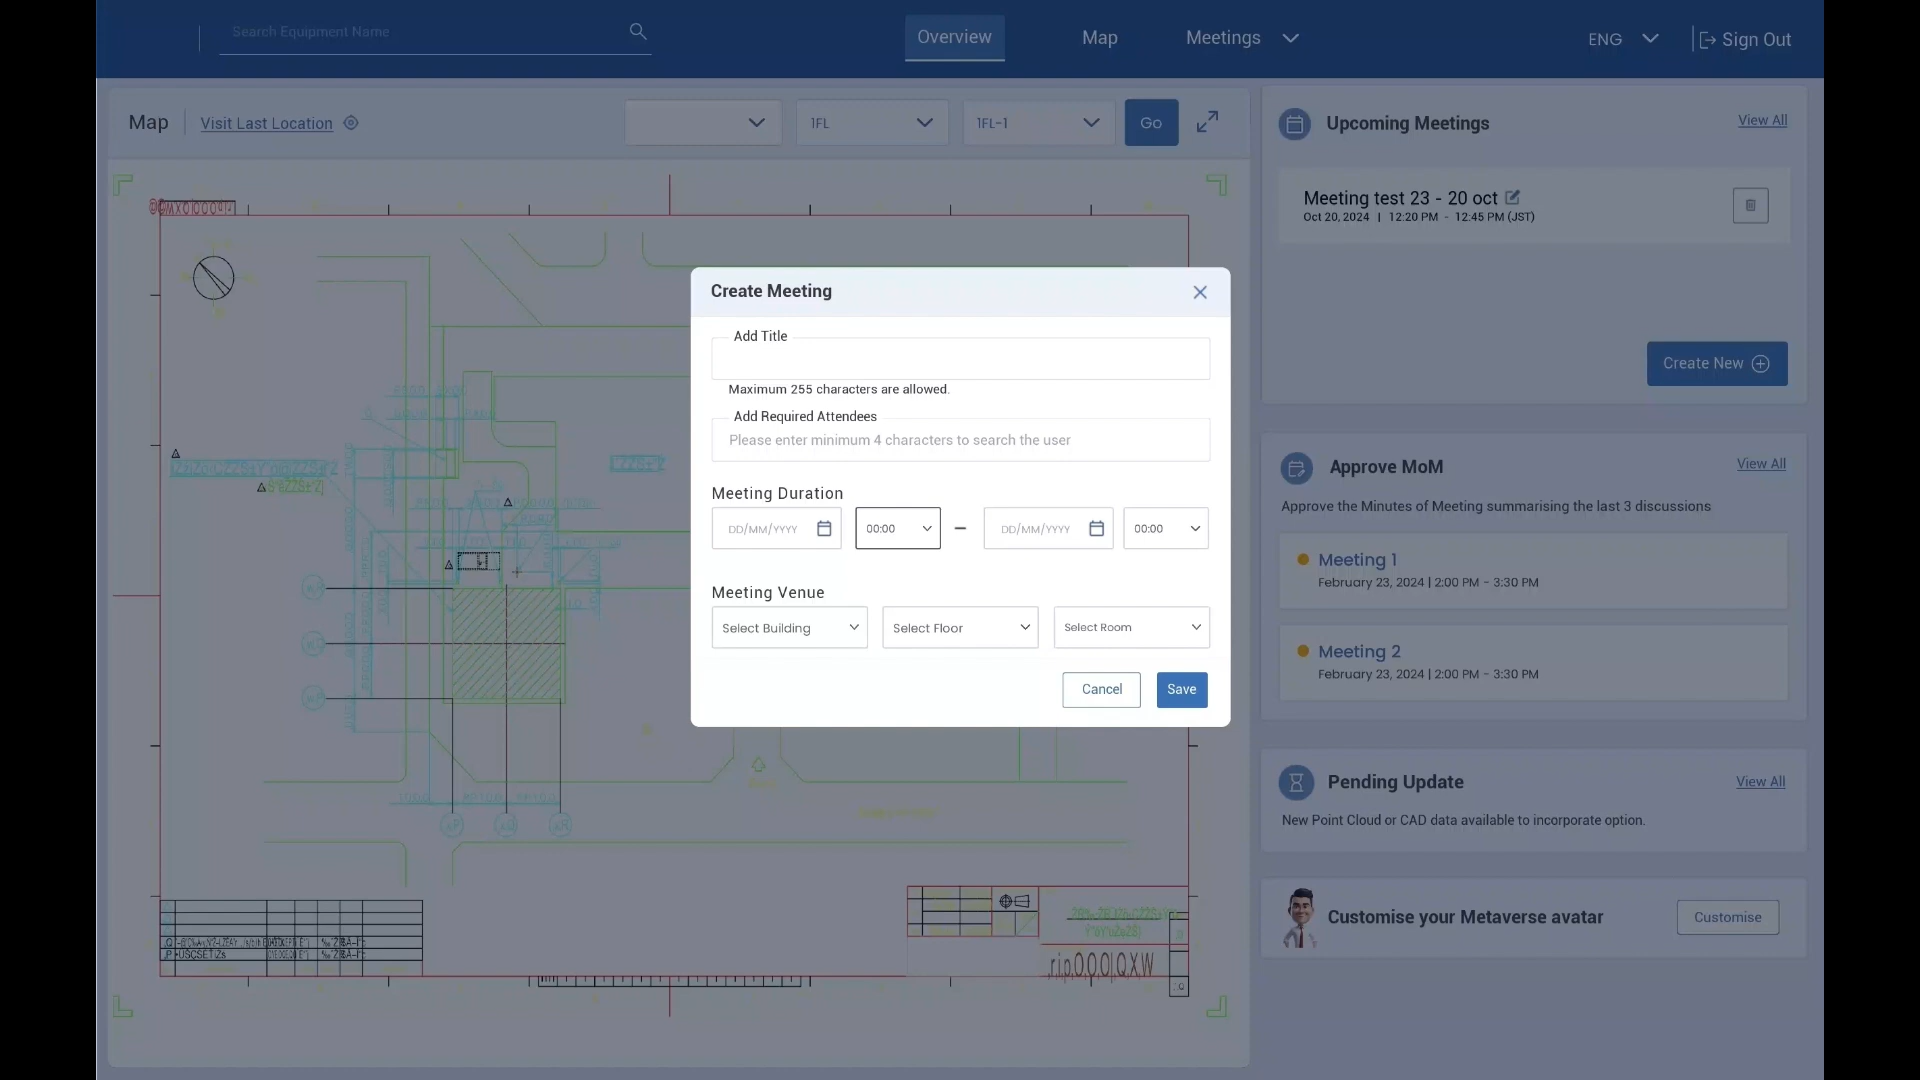 Search Equipment Name
Overview
Map
Meetings
ENG
Sign Out
Map
Visit Last Location
1FL
1FL-1
Go
Upcoming Meetings
View All
Meeting test 23 - 20 oct
Oct 20, 2024 | 12:20 PM - 12:45 PM (JST)
Create New
Create Meeting
Add Title
Maximum 255 characters are allowed.
Add Required Attendees
Please enter minimum 4 characters to search the user
Meeting Duration
DD/MM/YYYY
00:00
DD/MM/YYYY
00:00
Meeting Venue
Select Building
Select Floor
Select Room
Cancel
Save
Approve MoM
View All
Approve the Minutes of Meeting summarising the last 3 discussions
Meeting 1
February 23, 2024 | 2:00 PM - 3:30 PM
Meeting 2
February 23, 2024 | 2:00 PM - 3:30 PM
Pending Update
View All
New Point Cloud or CAD data available to incorporate option.
Customise your Metaverse avatar
Customise